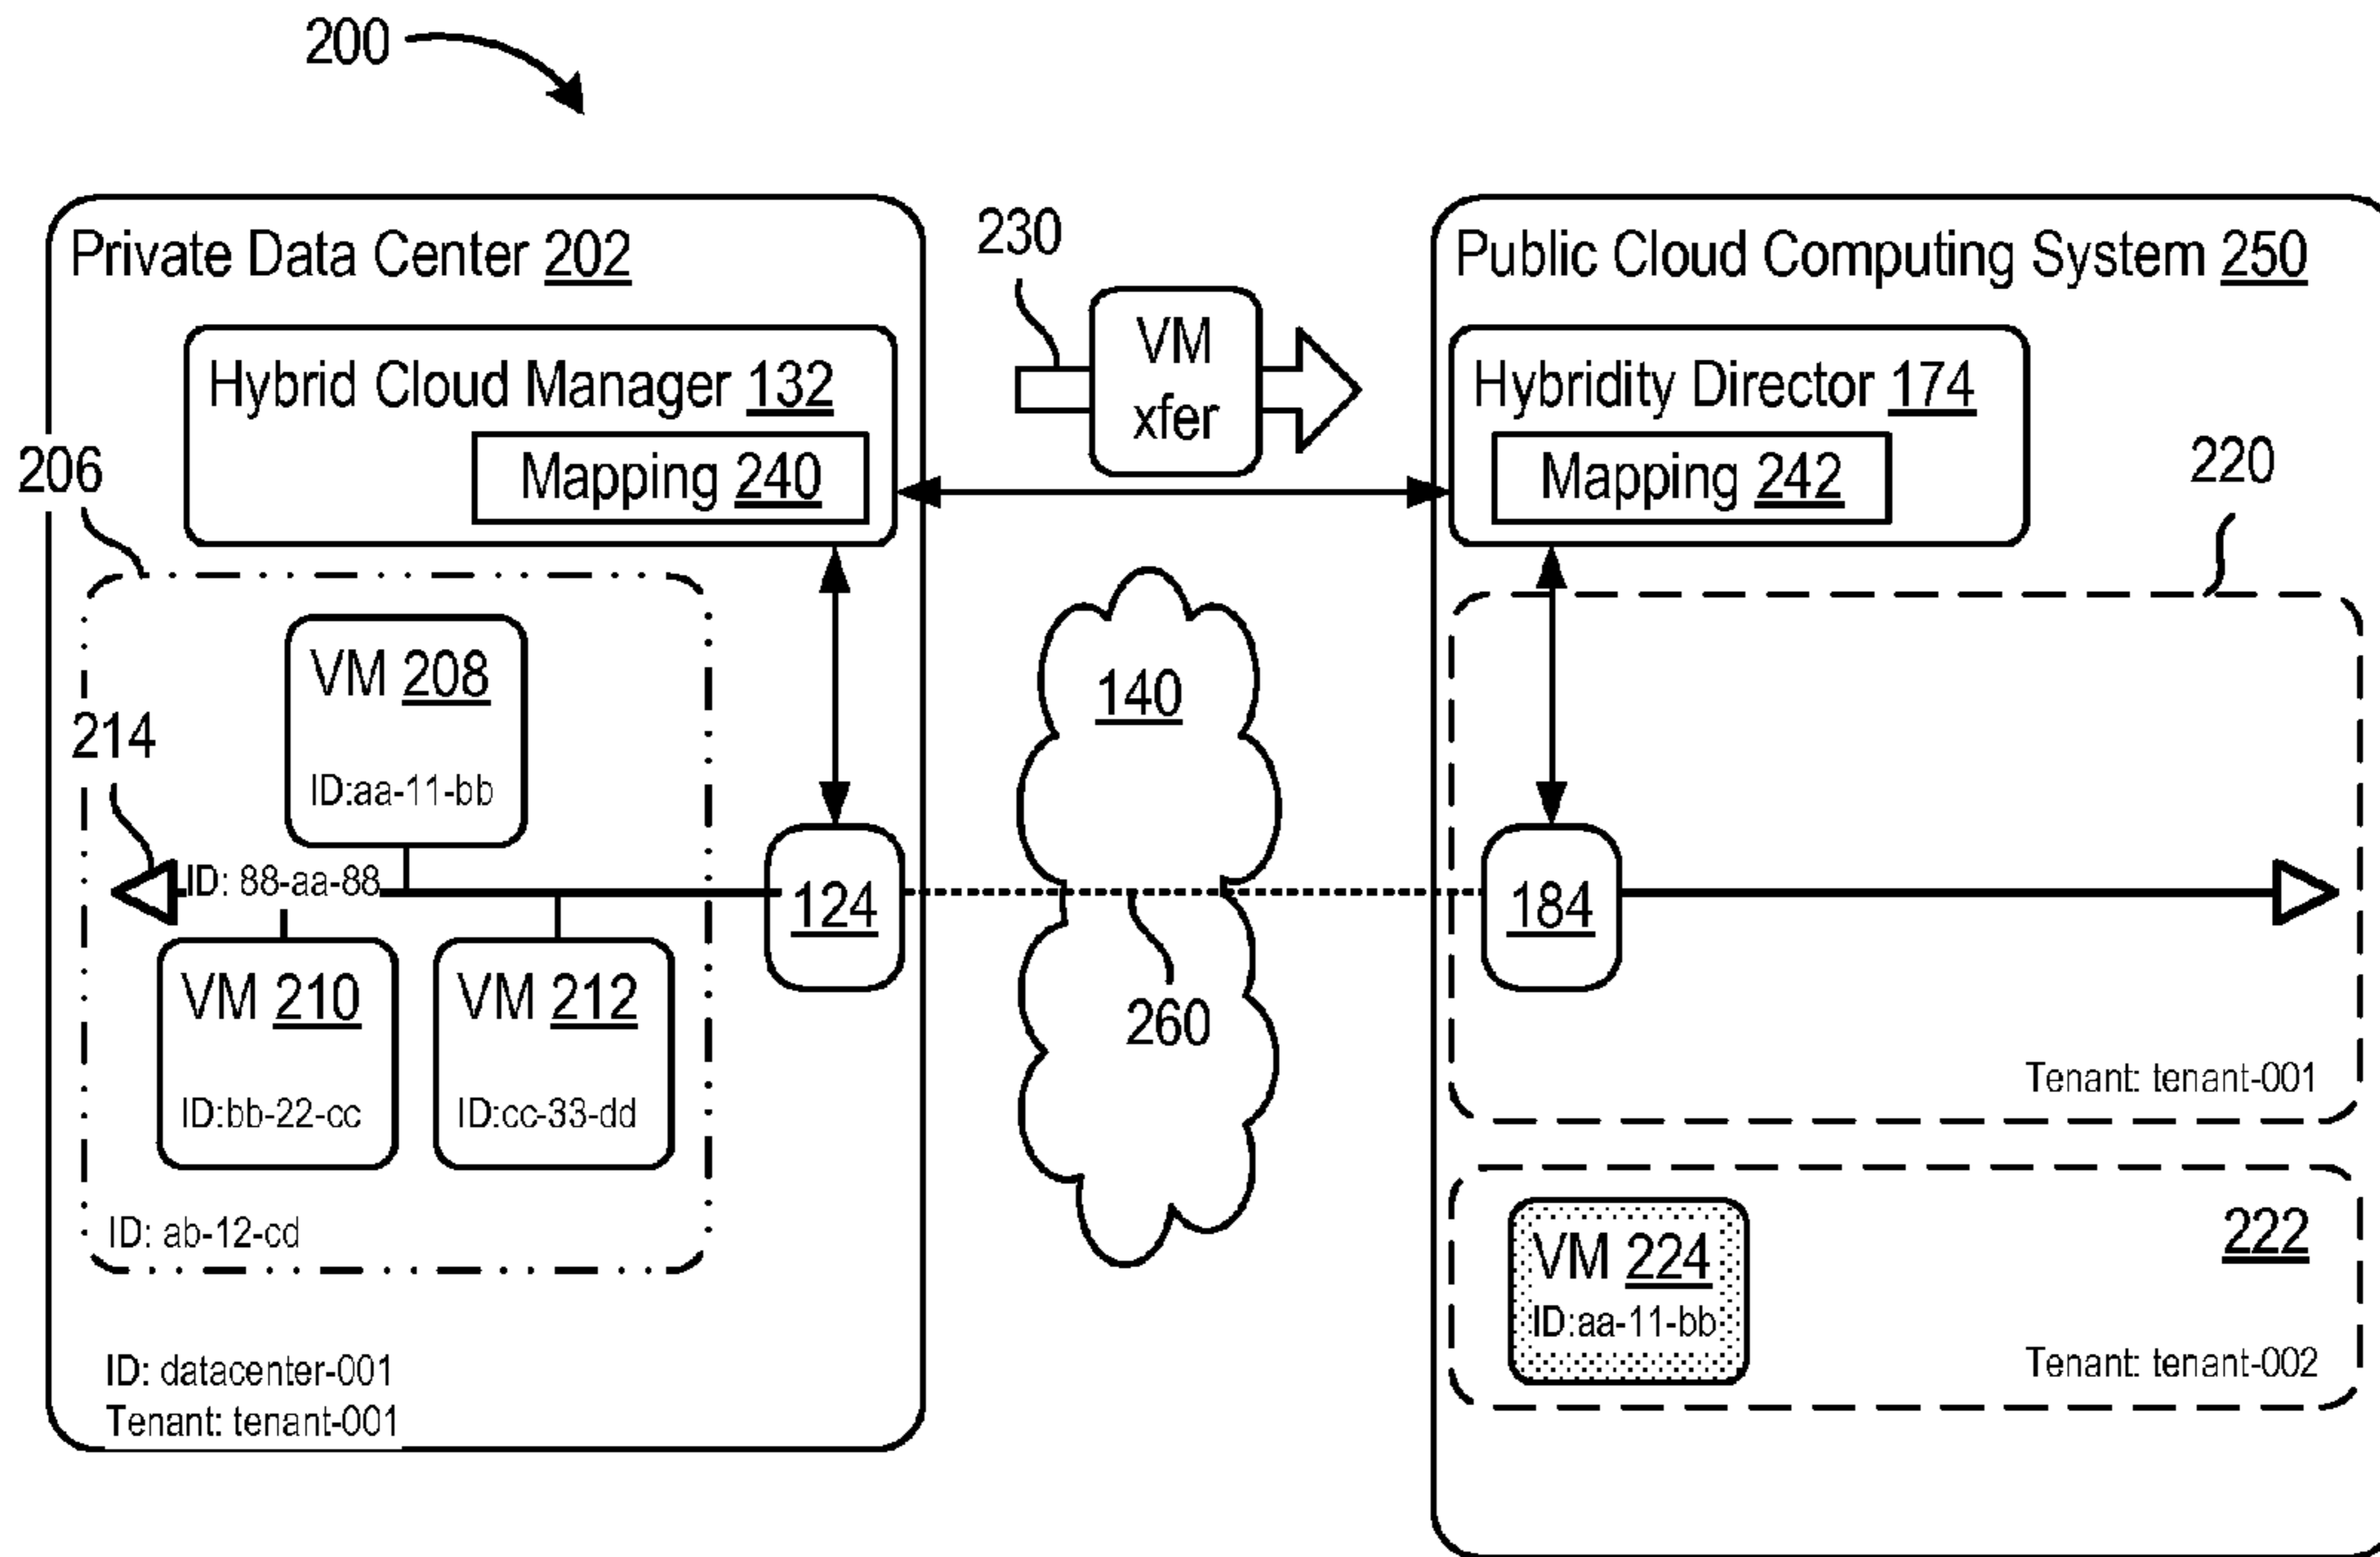 200
Private Data Center 202
230
VM
xfer
Public Cloud Computing System 250
Hybrid Cloud Manager 132
Mapping 240
Hybridity Director 174
Mapping 242
206
220
VM 208
ID:aa-11-bb
214
140
ID: 88-aa-88
124
184
VM 210
ID:bb-22-cc
VM 212
ID:cc-33-dd
260
Tenant: tenant-001
ID: ab-12-cd
VM 224
ID:aa-11-bb
222
Tenant: tenant-002
ID: datacenter-001
Tenant: tenant-001